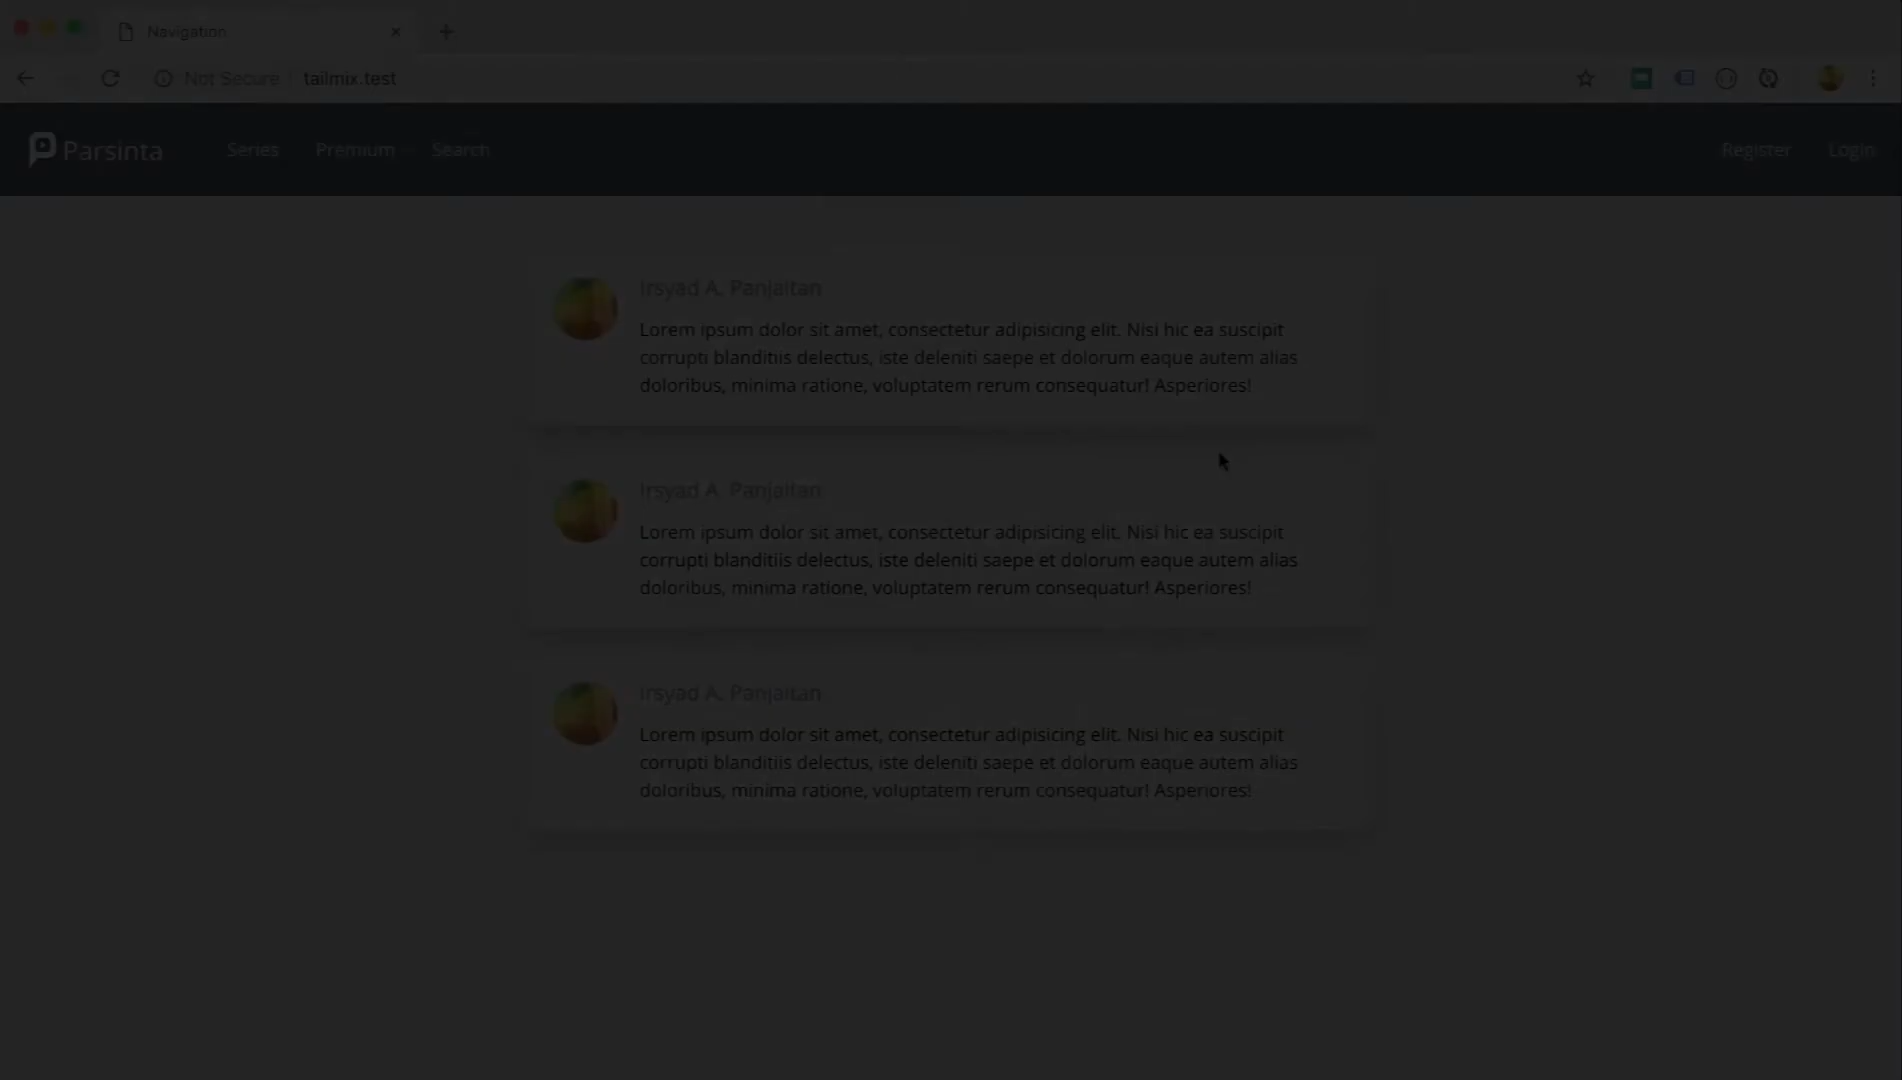 Navigation
Not Secure tailmix.test
Parsinta Series Premium Search Register Login
Irsyad A. Panjaitan
Lorem ipsum dolor sit amet, consectetur adipisicing elit. Nisi hic ea suscipit
corrupti blanditiis delectus, iste deleniti saepe et dolorum eaque autem alias
doloribus, minima ratione, voluptatem rerum consequatur! Asperiores!
Irsyad A. Panjaitan
Lorem ipsum dolor sit amet, consectetur adipisicing elit. Nisi hic ea suscipit
corrupti blanditiis delectus, iste deleniti saepe et dolorum eaque autem alias
doloribus, minima ratione, voluptatem rerum consequatur! Asperiores!
Irsyad A. Panjaitan
Lorem ipsum dolor sit amet, consectetur adipisicing elit. Nisi hic ea suscipit
corrupti blanditiis delectus, iste deleniti saepe et dolorum eaque autem alias
doloribus, minima ratione, voluptatem rerum consequatur! Asperiores!